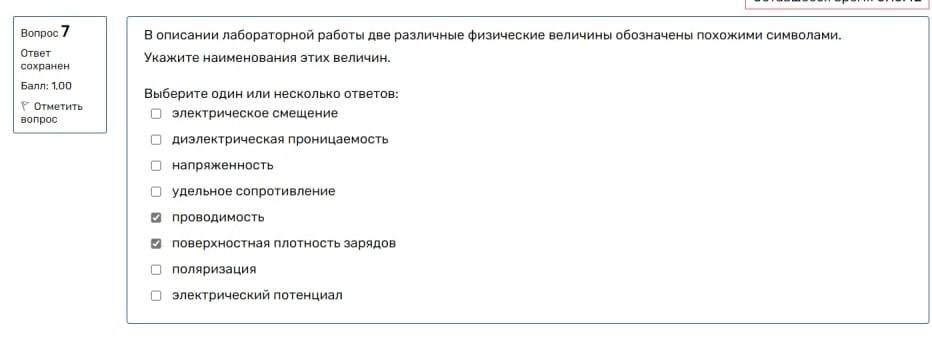 Вопрос 7
Ответ
сохранен
Балл: 1,00
Отметить
вопрос
В описании лабораторной работы две различные физические величины обозначены похожими символами.
Укажите наименования этих величин.
Выберите один или несколько ответов:
электрическое смещение
диэлектрическая проницаемость
напряженность
удельное сопротивление
проводимость
поверхностная плотность зарядов
поляризация
электрический потенциал